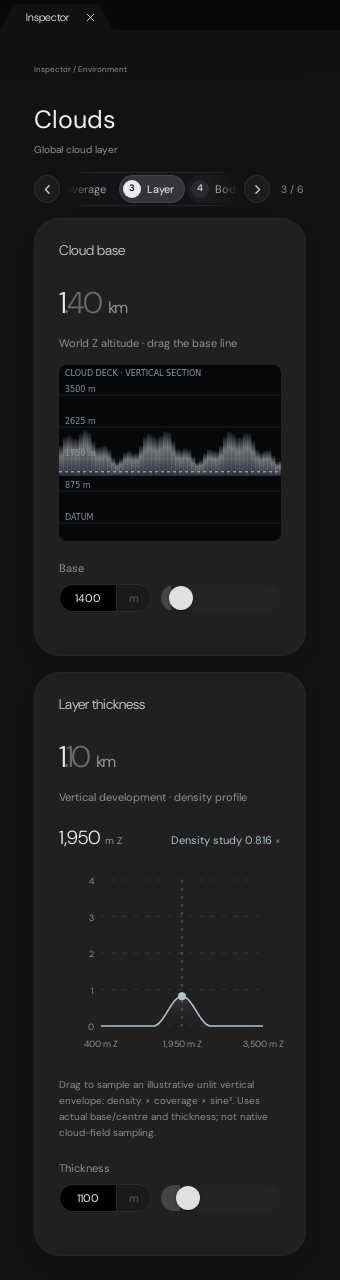 Inspector ×
Inspector / Environment
Clouds
Global cloud layer
overage 3 Layer 4 Bod 3 / 6
Cloud base
1.40 km
World Z altitude · drag the base line
CLOUD DECK · VERTICAL SECTION
3500 m
2625 m
1750 m
875 m
DATUM
Base
1400 m
Layer thickness
1.10 km
Vertical development · density profile
1,950 m Z Density study 0.816 ×
4
3
2
1
0
400 m Z 1,950 m Z 3,500 m Z
Drag to sample an illustrative unlit vertical
envelope: density × coverage × sine². Uses
actual base/centre and thickness; not native
cloud-field sampling.
Thickness
1100 m